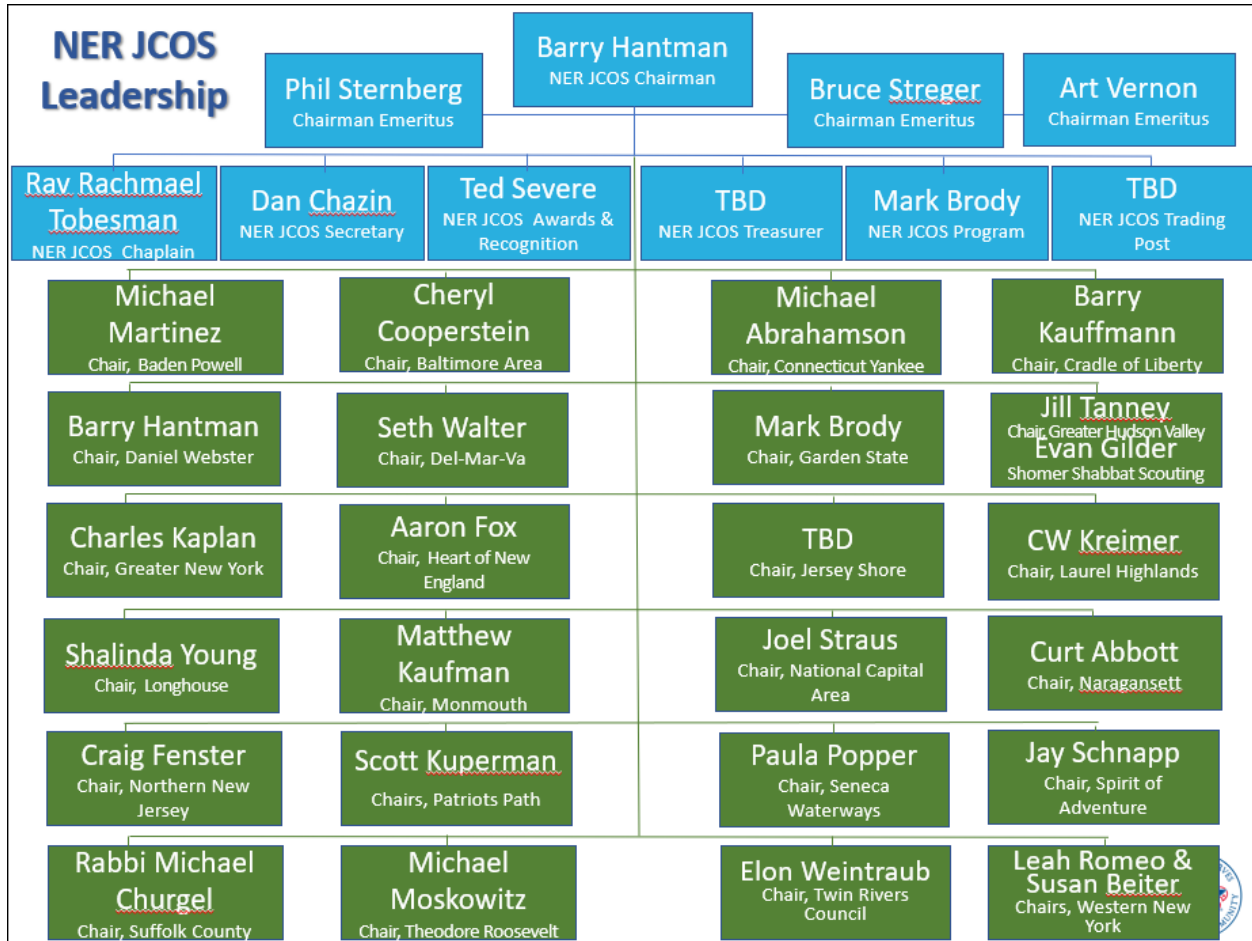 NER JCOS
Leadership
Barry Hantman
NER JCOS Chairman
Phil Sternberg
Chairman Emeritus
Bruce Streger
Chairman Emeritus
Art Vernon
Chairman Emeritus
Rav Rachmael
Tobesman
NER JCOS Chaplain
Dan Chazin
NER JCOS Secretary
Ted Severe
NER JCOS Awards &
Recognition
TBD
NER JCOS Treasurer
Mark Brody
NER JCOS Program
TBD
NER JCOS Trading
Post
Michael
Martinez
Chair, Baden Powell
Cheryl
Cooperstein
Chair, Baltimore Area
Michael
Abrahamson
Chair, Connecticut Yankee
Barry
Kauffmann
Chair, Cradle of Liberty
Barry Hantman
Chair, Daniel Webster
Seth Walter
Chair, Del-Mar-Va
Mark Brody
Chair, Garden State
Jill Tanney
Chair, Greater Hudson Valley
Evan Gilder
Shomer Shabbat Scouting
Charles Kaplan
Chair, Greater New York
Aaron Fox
Chair, Heart of New
England
TBD
Chair, Jersey Shore
CW Kreimer
Chair, Laurel Highlands
Shalinda Young
Chair, Longhouse
Matthew
Kaufman
Chair, Monmouth
Joel Straus
Chair, National Capital
Area
Curt Abbott
Chair, Naragansett
Craig Fenster
Chair, Northern New
Jersey
Scott Kuperman
Chairs, Patriots Path
Paula Popper
Chair, Seneca
Waterways
Jay Schnapp
Chair, Spirit of
Adventure
Rabbi Michael
Churgel
Chair, Suffolk County
Michael
Moskowitz
Chair, Theodore Roosevelt
Elon Weintraub
Chair, Twin Rivers
Council
Leah Romeo &
Susan Beiter
Chairs, Western New
York